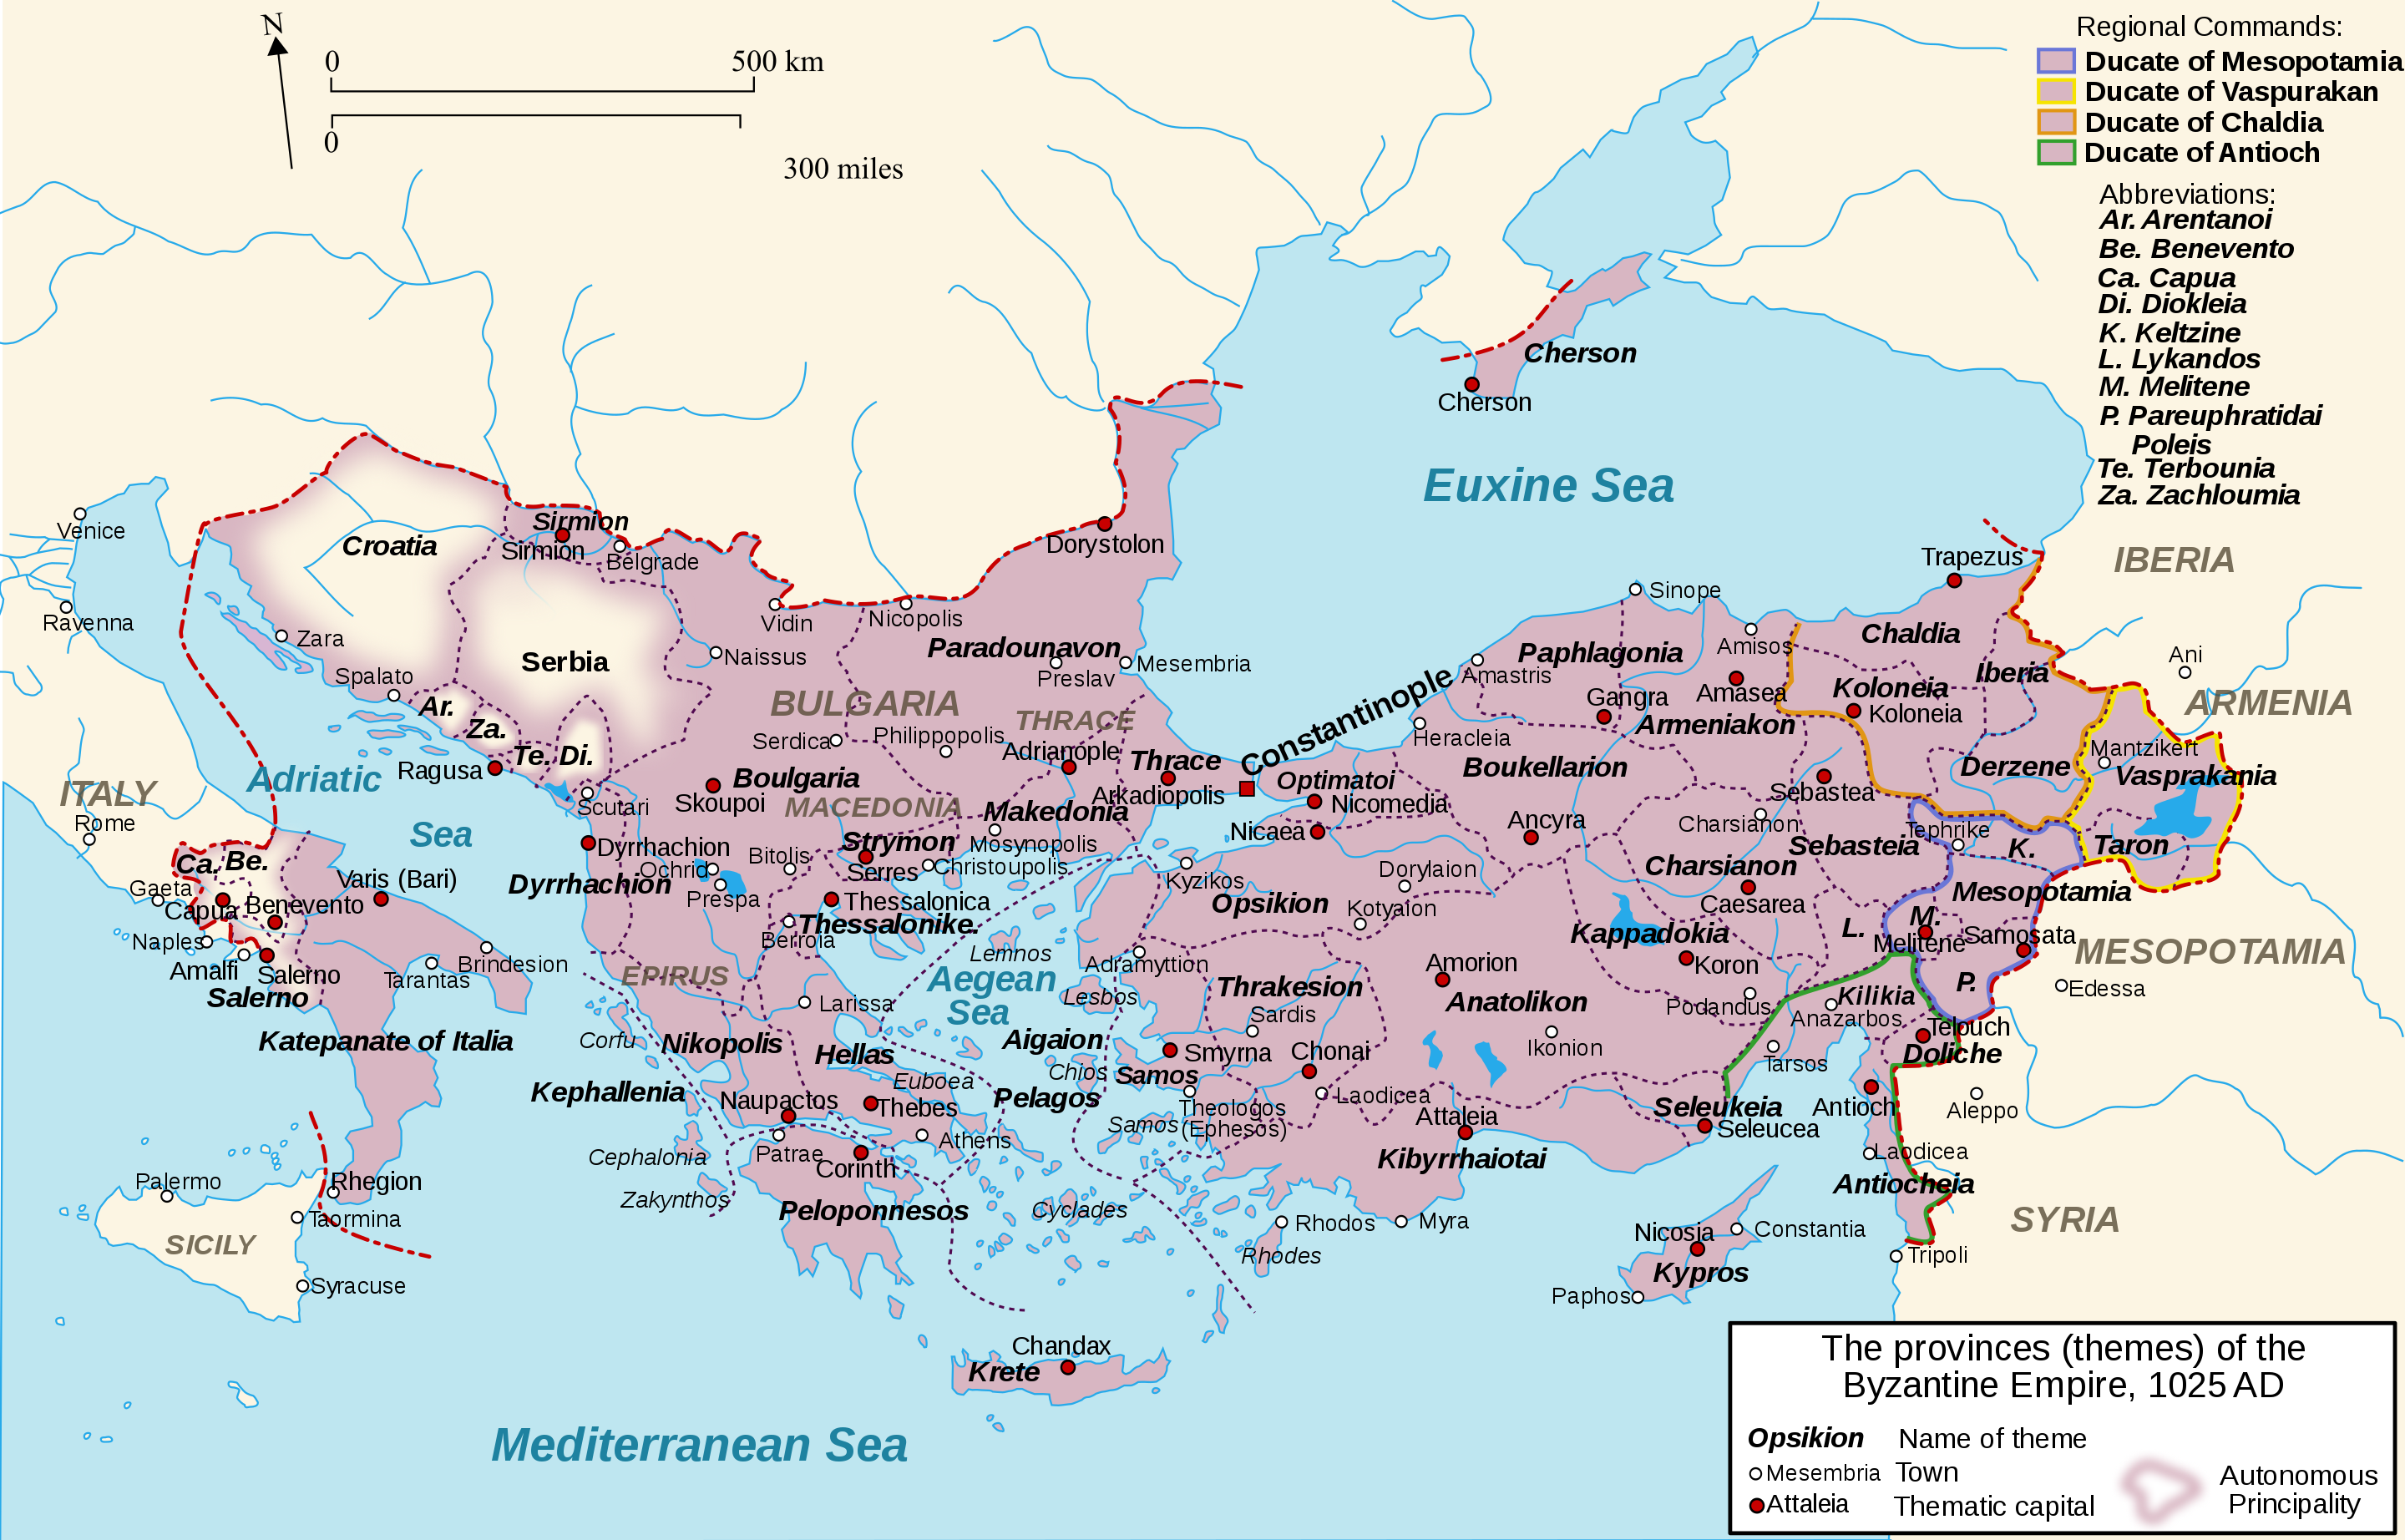 N
0
500 km
0
300 miles
Regional Commands:
Ducate of Mesopotamia
Ducate of Vaspurakan
Ducate of Chaldia
Ducate of Antioch
Abbreviations:
Ar. Arentanoi
Be. Benevento
Ca. Capua
Di. Diokleia
K. Keltzine
L. Lykandos
M. Melitene
P. Pareuphratidai
Poleis
Te. Terbounia
Za. Zachloumia
Cherson
Cherson
Euxine Sea
Venice
Croatia
Sirmion
Sirmion
Belgrade
Dorystolon
Trapezus
IBERIA
Ravenna
Zara
Vidin
Nicopolis
Sinope
Spalato
Serbia
Naissus
Paradounavon
Preslav
Mesembria
Amastris
Paphlagonia
Amisos
Chaldia
Iberia
Ani
Ar.
Za.
Te.
Di.
BULGARIA
THRACE
Serdica
Philippopolis
Adrianople
Constantinople
Heracleia
Gangra
Amasea
Armeniakon
Koloneia
Koloneia
ARMENIA
Mantzikert
ITALY
Rome
Adriatic
Sea
Ragusa
Scutari
Skoupoi
Boulgaria
MACEDONIA
Makedonia
Thrace
Arkadiopolis
Optimatoi
Nicomedia
Nicaea
Boukellarion
Ancyra
Sebastea
Charsianon
Derzene
Vasprakania
Tephrike
Taron
Ca.
Be.
Gaeta
Capua
Benevento
Varis (Bari)
Dyrrhachion
Ochrid
Bitolis
Strymon
Serres
Mosynopolis
Christoupolis
Kyzikos
Dorylaion
Charsianon
Sebasteia
K.
Dyrrhachion
Prespa
Thessalonica
Thessalonike.
Berroia
Opsikion
Kotyaion
Caesarea
Mesopotamia
L.
M.
Melitene
Samosata
Naples
Amalfi
Salerno
Salerno
Tarantas
Brindesion
EPIRUS
Larissa
Lemnos
Aegean
Sea
Adramyttion
Lesbos
Thrakesion
Sardis
Amorion
Anatolikon
Kappadokia
Koron
Podandus
Kilikia
Anazarbos
P.
MESOPOTAMIA
Edessa
Katepanate of Italia
Corfu
Nikopolis
Hellas
Aigaion
Smyrna
Chonai
Ikonion
Tarsos
Telouch
Doliche
Kephallenia
Naupactos
Euboea
Thebes
Chios
Pelagos
Samos
Theologos
(Ephesos)
Samos
Laodicea
Attaleia
Seleukeia
Seleucea
Antioch
Aleppo
Cephalonia
Patrae
Corinth
Athens
Kibyrrhaiotai
Laodicea
Antiocheia
Palermo
Rhegion
Zakynthos
Peloponnesos
Cyclades
Rhodos
Myra
Nicosia
Constantia
SYRIA
Taormina
SICILY
Rhodes
Kypros
Tripoli
Syracuse
Paphos
Chandax
Krete
Mediterranean Sea
The provinces (themes) of the
Byzantine Empire, 1025 AD
Opsikion Name of theme
Mesembria Town
Attaleia Thematic capital
Autonomous
Principality